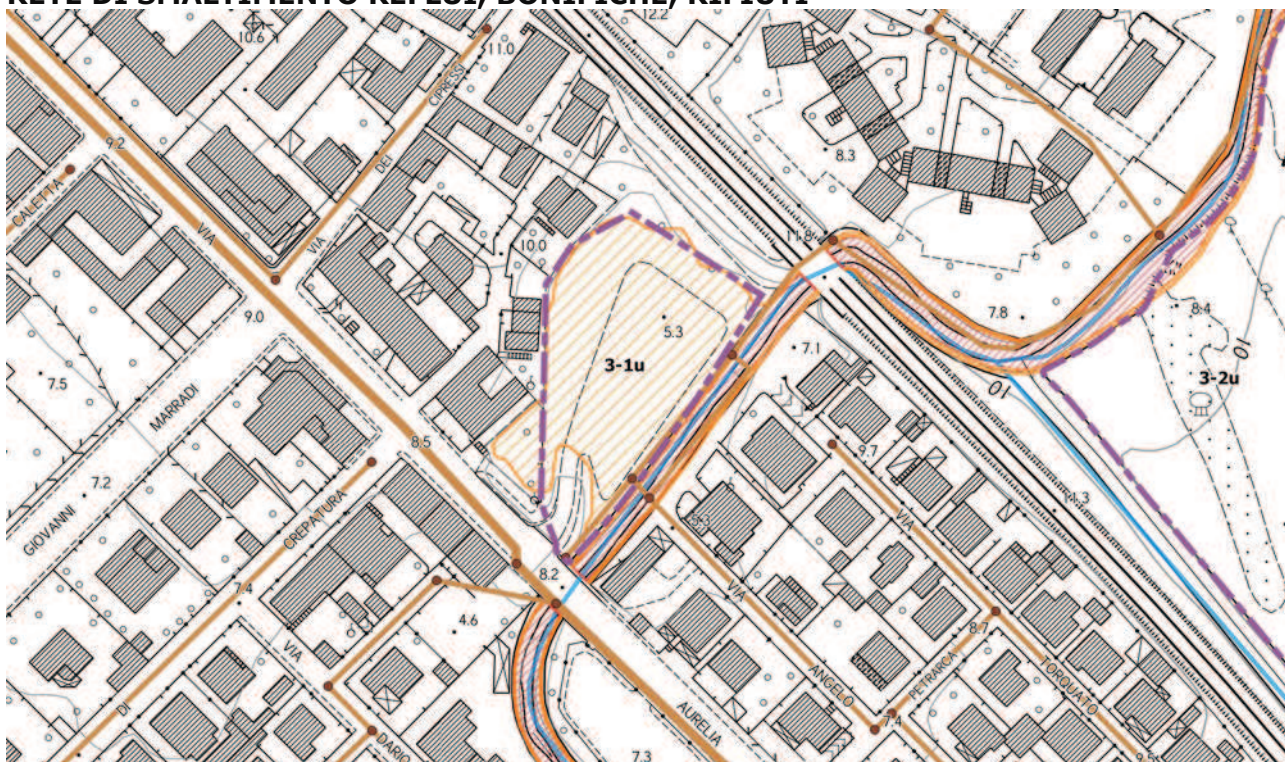 RETE DI SMALTIMENTO REFLUI, BONIFICHE, RIFIUTI
12.2
10.6
11.0
CIPRESSI
DEI
VIA
9.2
8.3
CALETTA
VIA
10.0
11.8
9.0
5.3
7.8
8.4
10
3-1u
7.1
3-2u
7.5
MARRADI
10
8.5
9.7
7.2
GIOVANNI
CREPATURA
VIA
7.4
8.2
VIA
4.6
8.7
PETRARCA
TORQUATO
VIA
ANGELO
AURELIA
7.4
DI
DARIO
7.3
9.5